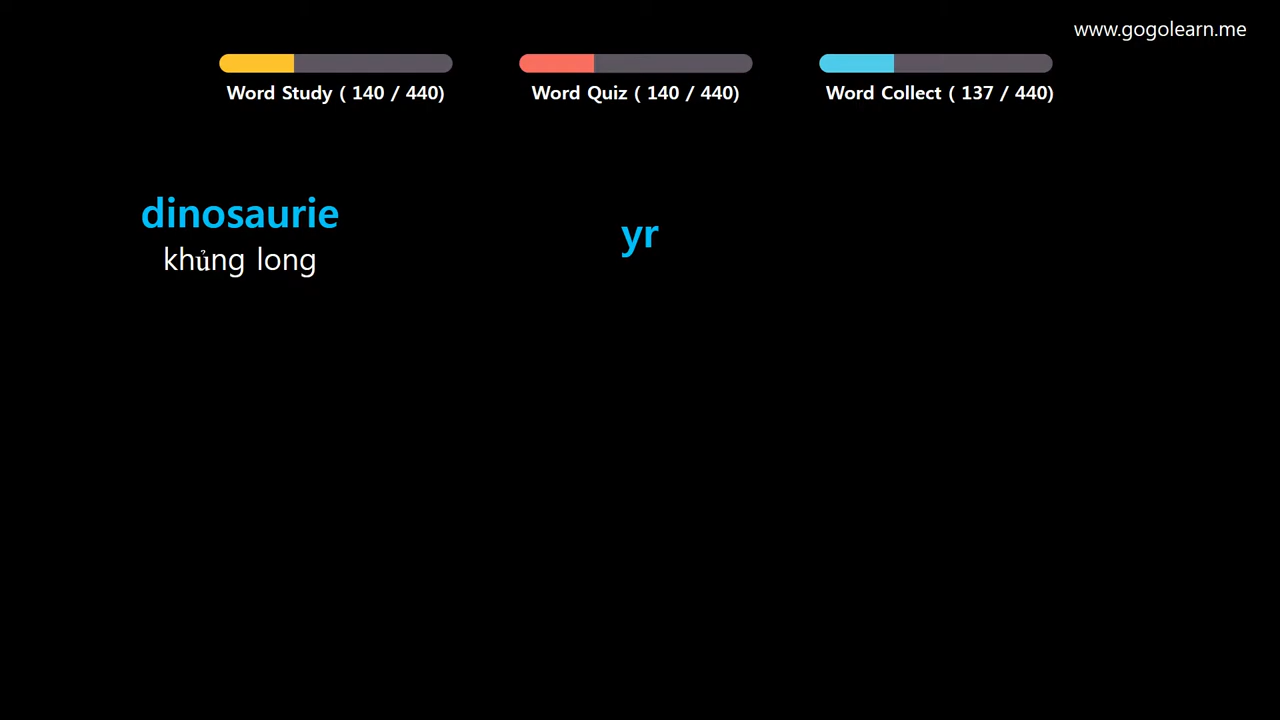 www.gogolearn.me
Word Study ( 140 / 440)
Word Quiz ( 140 / 440)
Word Collect ( 137 / 440)
dinosaurie
khủng long
yr